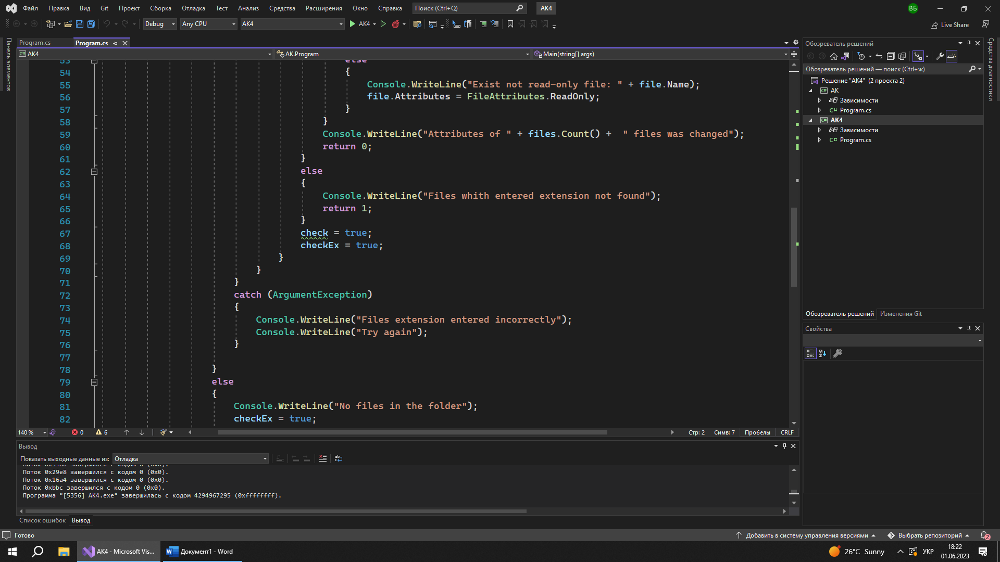 Файл Правка Вид Git Проект Сборка Отладка Тест Анализ Средства Расширения Окно Справка Поиск (Ctrl+Q) AK4 ВБ
Debug Any CPU AK4 AK4 Live Share
Панель элементов
Program.cs Program.cs
AK4 AK.Program Main(string[] args)
53 else
54 {
55 Console.WriteLine("Exist not read-only file: " + file.Name);
56 file.Attributes = FileAttributes.ReadOnly;
57 }
58 }
59 Console.WriteLine("Attributes of " + files.Count() + " files was changed");
60 return 0;
61 }
62 else
63 {
64 Console.WriteLine("Files whith entered extension not found");
65 return 1;
66 }
67 check = true;
68 checkEx = true;
69 }
70 }
71 }
72 catch (ArgumentException)
73 {
74 Console.WriteLine("Files extension entered incorrectly");
75 Console.WriteLine("Try again");
76 }
77
78 }
79 else
80 {
81 Console.WriteLine("No files in the folder");
82 checkEx = true;
140 % 0 6 Стр: 2 Симв: 7 Пробелы CRLF
Вывод
Показать выходные данные из: Отладка
Поток 0x29e8 завершился с кодом 0 (0x0).
Поток 0x16a4 завершился с кодом 0 (0x0).
Поток 0xbbc завершился с кодом 0 (0x0).
Программа "[5356] AK4.exe" завершилась с кодом 4294967295 (0xffffffff).
Список ошибок Вывод
Обозреватель решений
Обозреватель решений — поиск (Ctrl+ж)
Решение "AK4" (2 проекта 2)
AK
Зависимости
Program.cs
AK4
Зависимости
Program.cs
Обозреватель решений Изменения Git
Свойства
Средства диагностики
Готово Добавить в систему управления версиями Выбрать репозиторий 2
AK4 - Microsoft Vis... Документ1 - Word 26°C Sunny УКР 18:22
01.06.2023